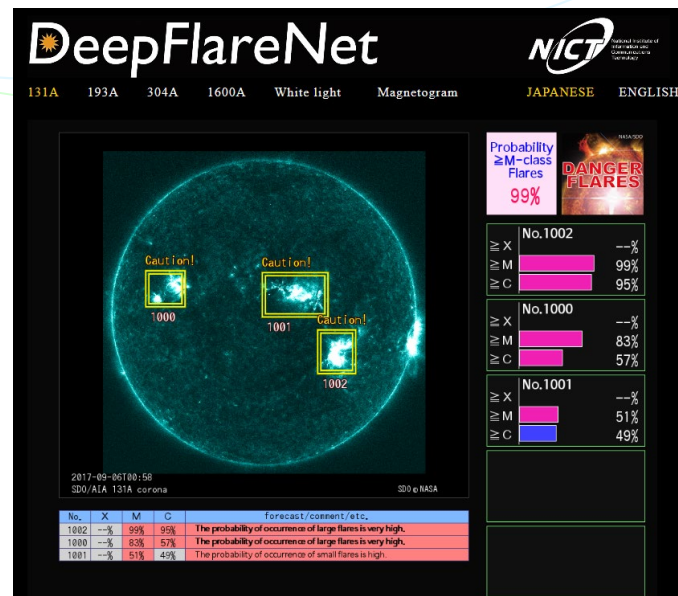 DeepFlareNet
NICT
National Institute of
Information and
Communications
Technology
131A 193A 304A 1600A White light Magnetogram JAPANESE ENGLISH
Probability
≧M-class
Flares
99%
NASA/SDO
DANGER
FLARES
Caution!
1000
Caution!
1001
Caution!
1002
2017-09-06T00:58
SDO/AIA 131A corona
SDO © NASA
No.1002
≧ X --%
≧ M 99%
≧ C 95%
No.1000
≧ X --%
≧ M 83%
≧ C 57%
No.1001
≧ X --%
≧ M 51%
≧ C 49%
No. X M C forecast/comment/etc.
1002 --% 99% 95% The probability of occurrence of large flares is very high.
1000 --% 83% 57% The probability of occurrence of large flares is very high.
1001 --% 51% 49% The probability of occurrence of small flares is high.